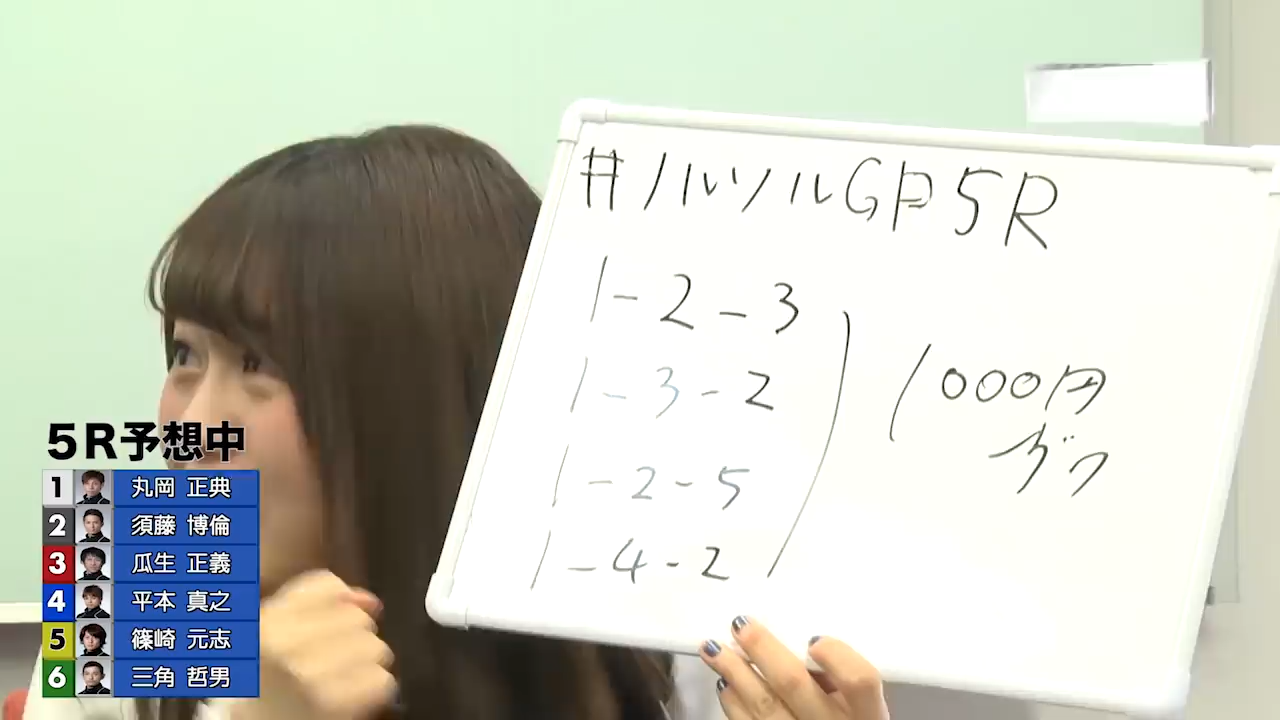 #ノルソルGP5R
1-2-3
1-3-2
1-2-5
1-4-2
1000円
ずつ
5R予想中
1 丸岡 正典
2 須藤 博倫
3 瓜生 正義
4 平本 真之
5 篠崎 元志
6 三角 哲男